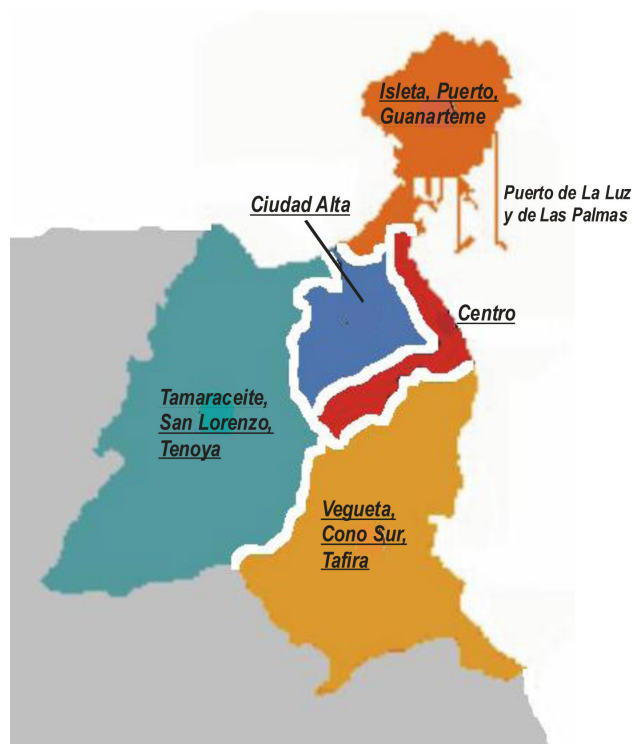 Isleta, Puerto,
Guanarteme
Puerto de La Luz
y de Las Palmas
Ciudad Alta
Centro
Tamaraceite,
San Lorenzo,
Tenoya
Vegueta,
Cono Sur,
Tafira